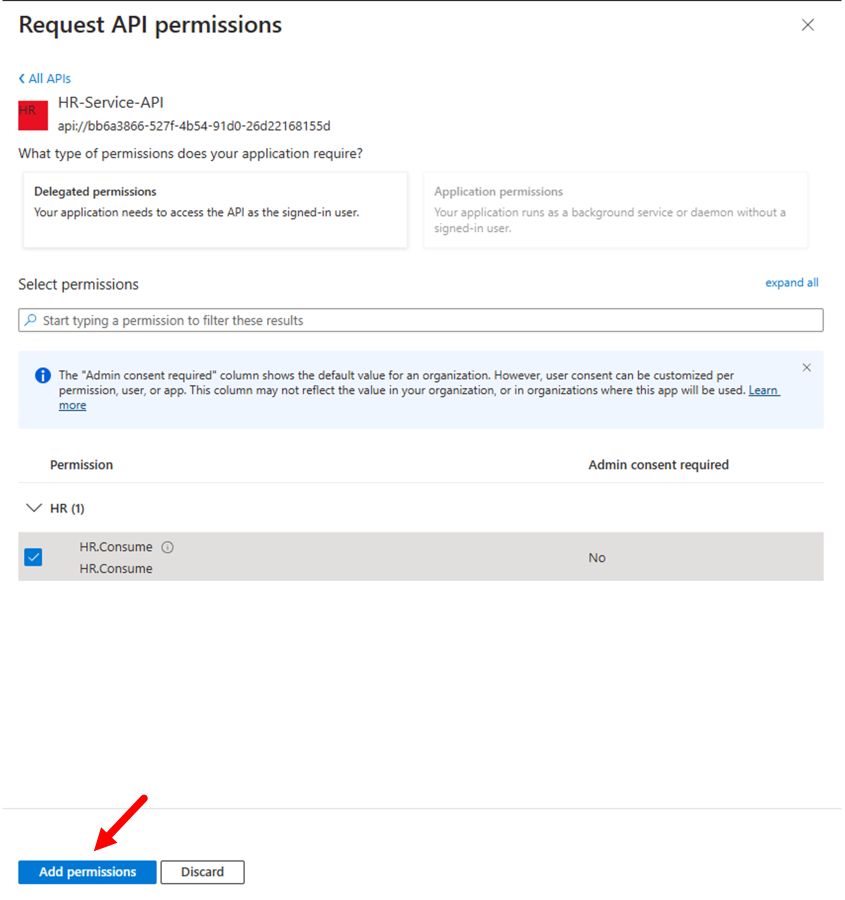 Request API permissions
All APIs
HR
HR-Service-API
api://bb6a3866-527f-4b54-91d0-26d22168155d
What type of permissions does your application require?
Delegated permissions
Your application needs to access the API as the signed-in user.
Application permissions
Your application runs as a background service or daemon without a
signed-in user.
Select permissions
expand all
Start typing a permission to filter these results
The "Admin consent required" column shows the default value for an organization. However, user consent can be customized per
permission, user, or app. This column may not reflect the value in your organization, or in organizations where this app will be used. Learn
more
Permission
Admin consent required
HR (1)
HR.Consume
HR.Consume
No
Add permissions
Discard